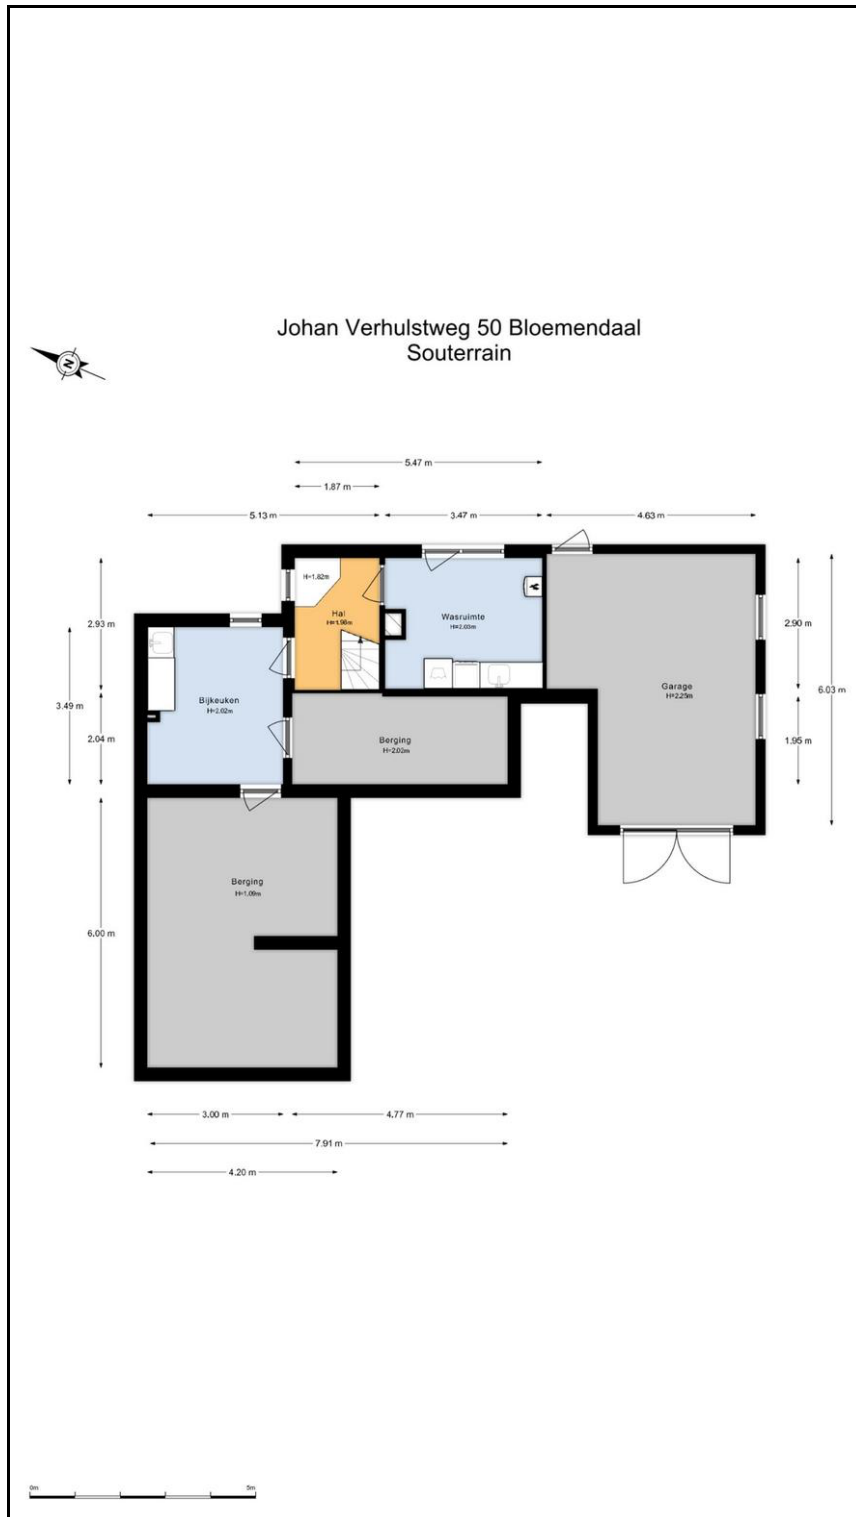 Johan Verhulstweg 50 Bloemendaal
Souterrain
N
5.47 m
1.87 m
5.13 m
3.47 m
4.63 m
H=1.82m
Hal
H=1.98m
Wasruimte
H=2.03m
2.93 m
2.90 m
3.49 m
Bijkeuken
H=2.02m
Garage
H=2.25m
6.03 m
2.04 m
Berging
H=2.02m
1.95 m
Berging
H=1.09m
6.00 m
3.00 m
4.77 m
7.91 m
4.20 m
0m
5m